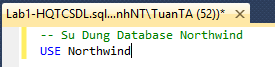 Lab1-HQTCSDL.sql...nhNT\TuanTA (52))*
-- Su Dung Database Northwind
USE Northwind